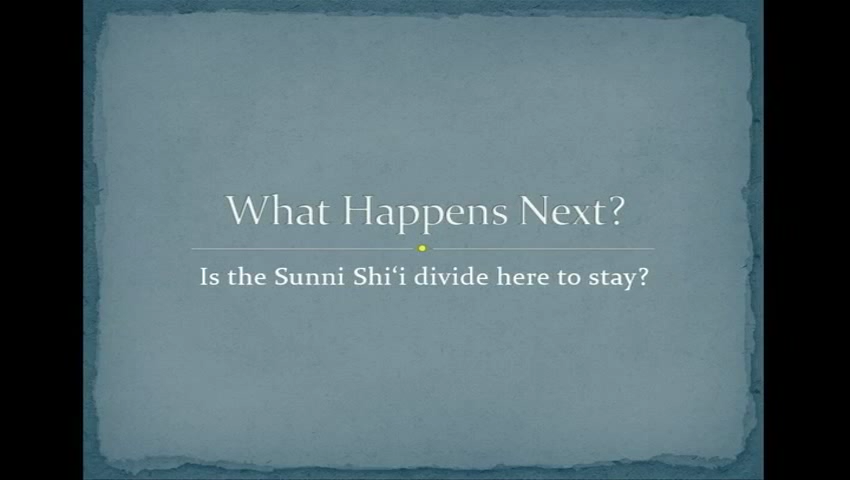 What Happens Next?
Is the Sunni Shi‘i divide here to stay?